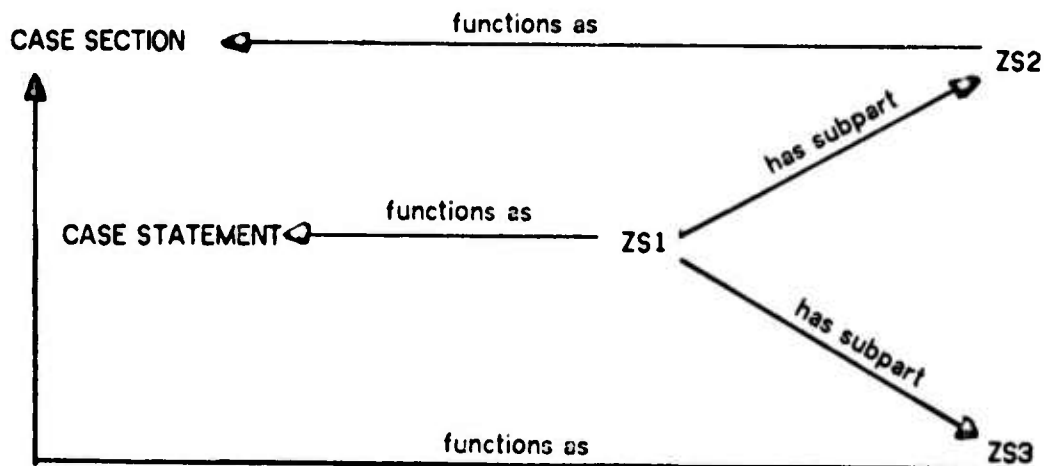 functions as
CASE SECTION
ZS2
has subpart
functions as
CASE STATEMENT
ZS1
has subpart
functions as
ZS3